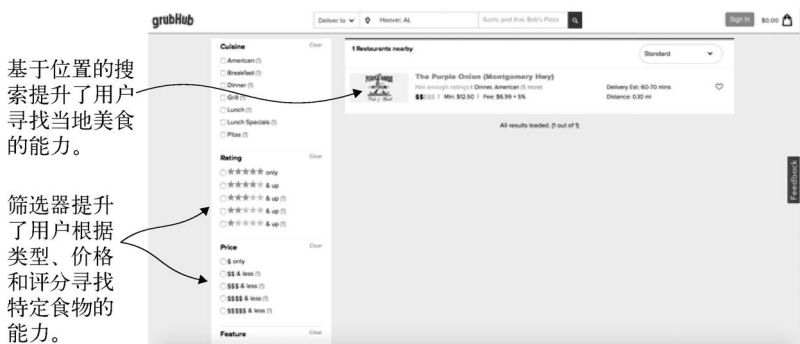 grubHub
Deliver to
Hoover, AL
Sushi, pad thai, Bob's Pizza
Sign in
$0.00
基于位置的搜
索提升了用户
寻找当地美食
的能力。
筛选器提升
了用户根据
类型、价格
和评分寻找
特定食物的
能力。
Cuisine Clear
American (1)
Breakfast (1)
Dinner (1)
Grill (1)
Lunch (1)
Lunch Specials (1)
Pitas (1)
Rating Clear
only
& up
& up (1)
& up (1)
& up (1)
Price Clear
$ only
$$ & less (1)
$$$ & less (1)
$$$$ & less (1)
$$$$$ & less (1)
Feature Clear
1 Restaurants nearby
Standard
The Purple Onion (Montgomery Hwy)
Not enough ratings | Dinner, American (5 more)
$$$$$ | Min: $12.50 | Fee: $6.99 + 5%
Delivery Est: 60-70 mins
Distance: 0.10 mi
All results loaded. (1 out of 1)
Feedback